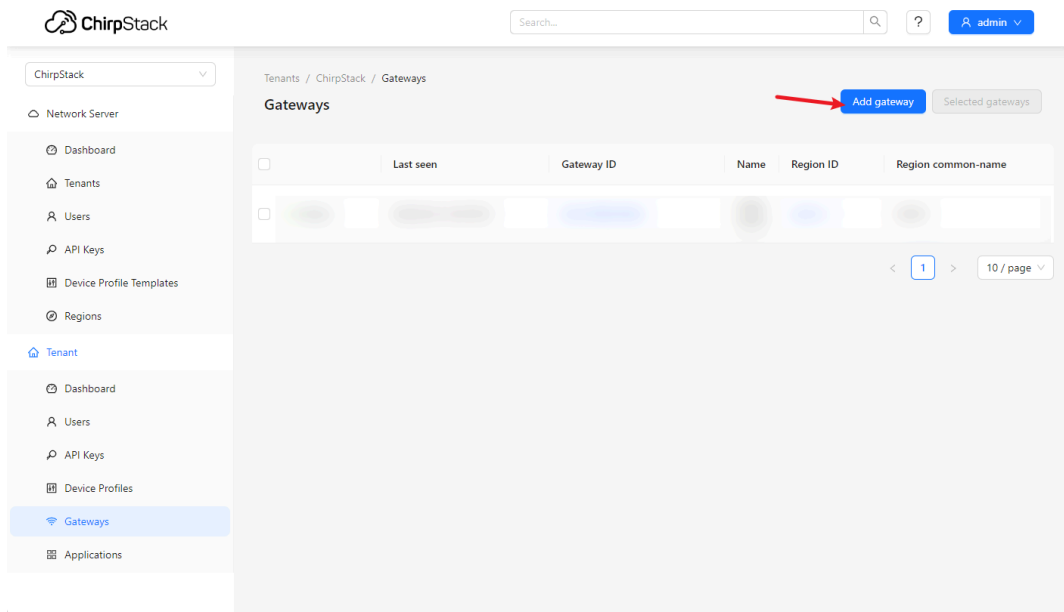 ChirpStack
Search...
?
admin
ChirpStack
Network Server
Dashboard
Tenants
Users
API Keys
Device Profile Templates
Regions
Tenant
Dashboard
Users
API Keys
Device Profiles
Gateways
Applications
Tenants / ChirpStack / Gateways
Gateways
Add gateway
Selected gateways
Last seen Gateway ID Name Region ID Region common-name
< 1 > 10 / page